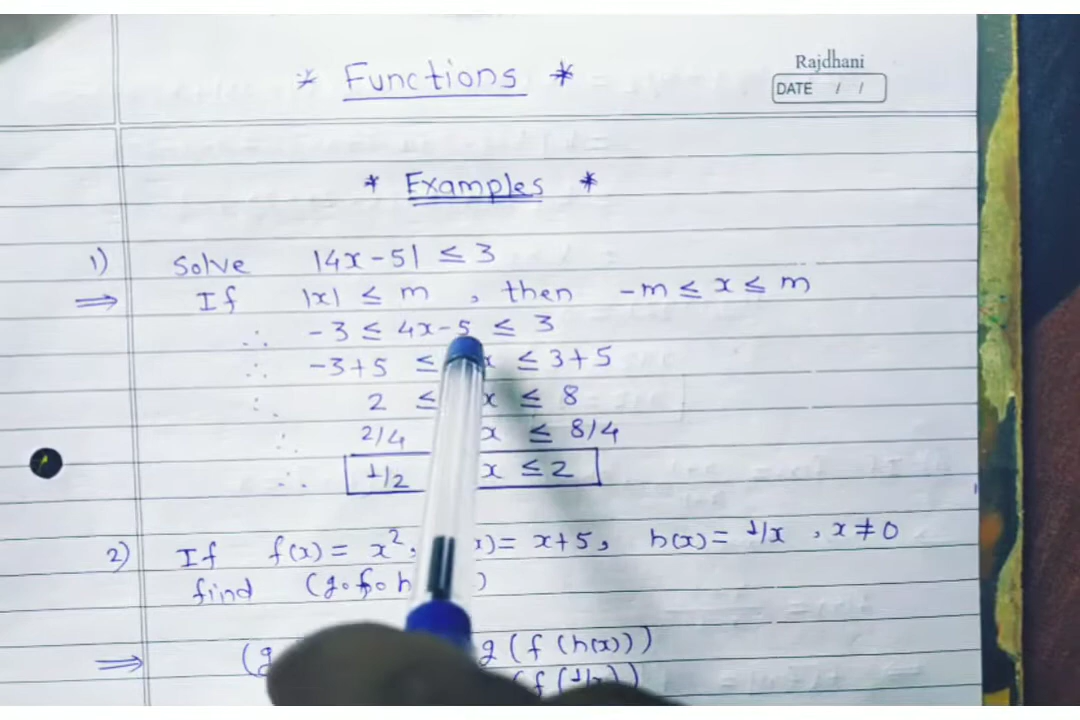 * Functions *
Rajdhani
DATE / /
* Examples *
1) Solve |4x-5| ≤ 3
⇒ If |x| ≤ m , then -m ≤ x ≤ m
∴ -3 ≤ 4x-5 ≤ 3
∴ -3+5 ≤ x ≤ 3+5
∴ 2 ≤ x ≤ 8
∴ 2/4 x ≤ 8/4
∴ 1/2 x ≤ 2
2) If f(x) = x², x) = x+5, h(x) = 1/x , x ≠ 0
find (g∘f∘h )
⇒ (g g (f (h(x)))
(f (1/x))